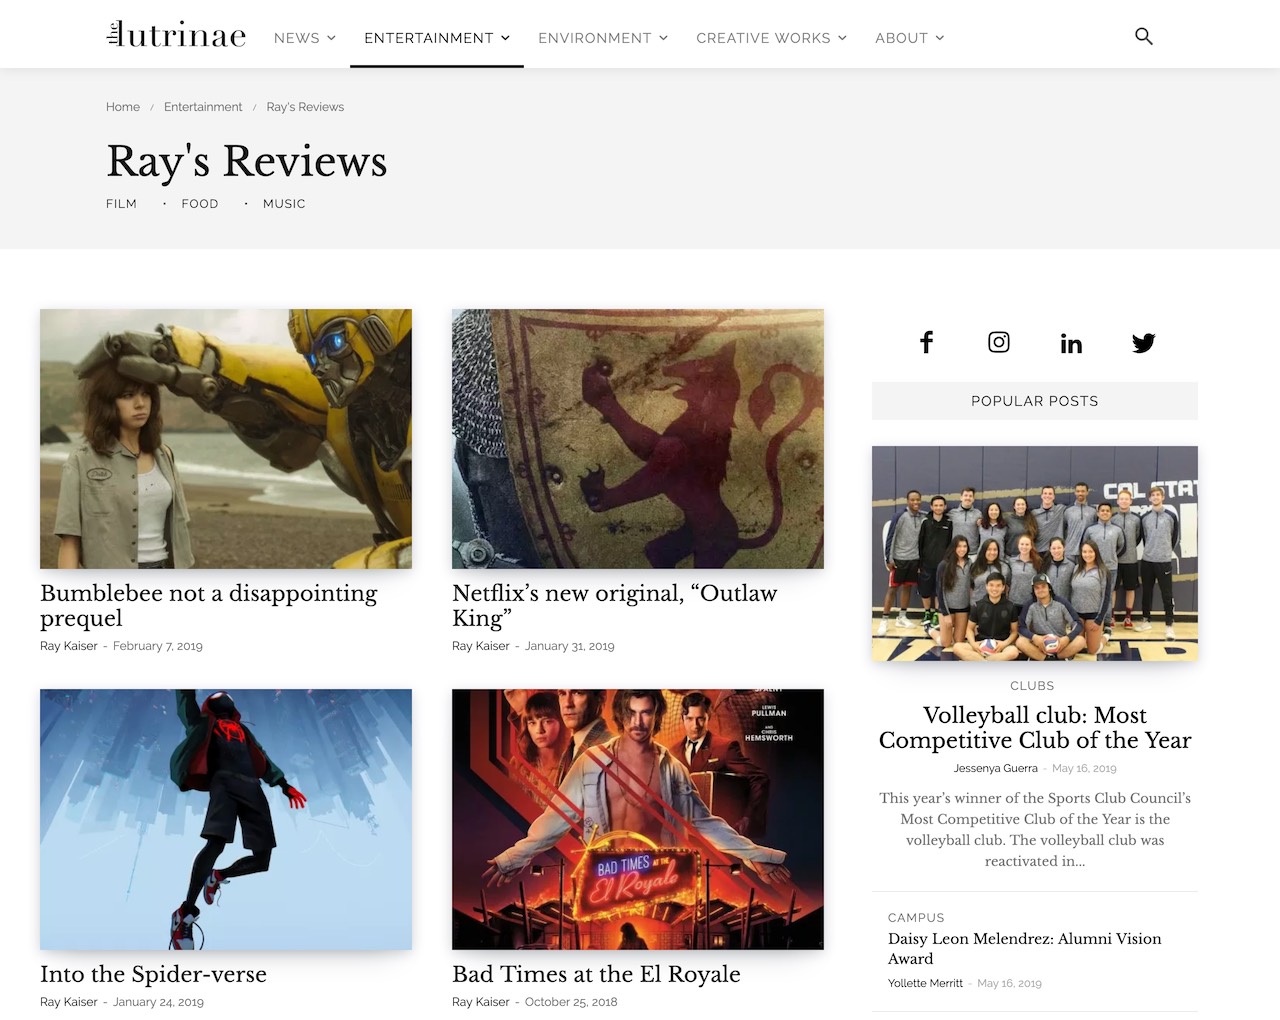 the lutrinae
NEWS
ENTERTAINMENT
ENVIRONMENT
CREATIVE WORKS
ABOUT
Home / Entertainment / Ray's Reviews
Ray's Reviews
FILM · FOOD · MUSIC
Bumblebee not a disappointing
prequel
Ray Kaiser - February 7, 2019
Netflix’s new original, “Outlaw
King”
Ray Kaiser - January 31, 2019
Into the Spider-verse
Ray Kaiser - January 24, 2019
LEWIS
PULLMAN
AND
CHRIS
HEMSWORTH
BAD TIMES AT THE
El Royale
Bad Times at the El Royale
Ray Kaiser - October 25, 2018
POPULAR POSTS
CAL STAT
CLUBS
Volleyball club: Most
Competitive Club of the Year
Jessenya Guerra - May 16, 2019
This year’s winner of the Sports Club Council’s
Most Competitive Club of the Year is the
volleyball club. The volleyball club was
reactivated in...
CAMPUS
Daisy Leon Melendrez: Alumni Vision
Award
Yollette Merritt - May 16, 2019